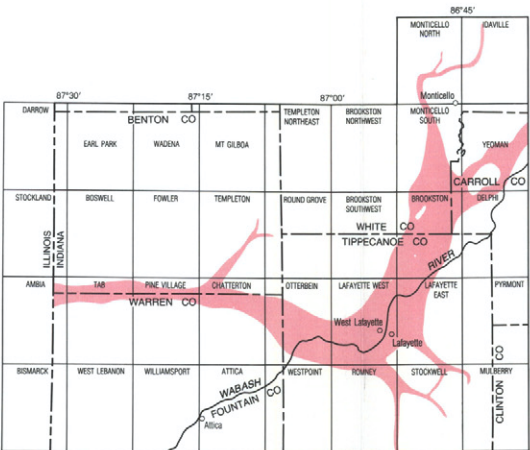 86°45'
MONTICELLO
NORTH
IDAVILLE
87°30'
87°15'
87°00'
Monticello
DARROW
BENTON CO
TEMPLETON
NORTHEAST
BROOKSTON
NORTHWEST
MONTICELLO
SOUTH
EARL PARK
WADENA
MT GILBOA
YEOMAN
CARROLL CO
STOCKLAND
BOSWELL
FOWLER
TEMPLETON
ROUND GROVE
BROOKSTON
SOUTHWEST
BROOKSTON
DELPHI
WHITE CO
TIPPECANOE CO
ILLINOIS
INDIANA
RIVER
AMBIA
TAB
PINE VILLAGE
CHATTERTON
OTTERBEIN
LAFAYETTE WEST
LAFAYETTE
EAST
PYRMONT
WARREN CO
West Lafayette
Lafayette
BISMARCK
WEST LEBANON
WILLIAMSPORT
ATTICA
WESTPOINT
ROMNEY
STOCKWELL
MULBERRY
WABASH
FOUNTAIN CO
CLINTON CO
Attica